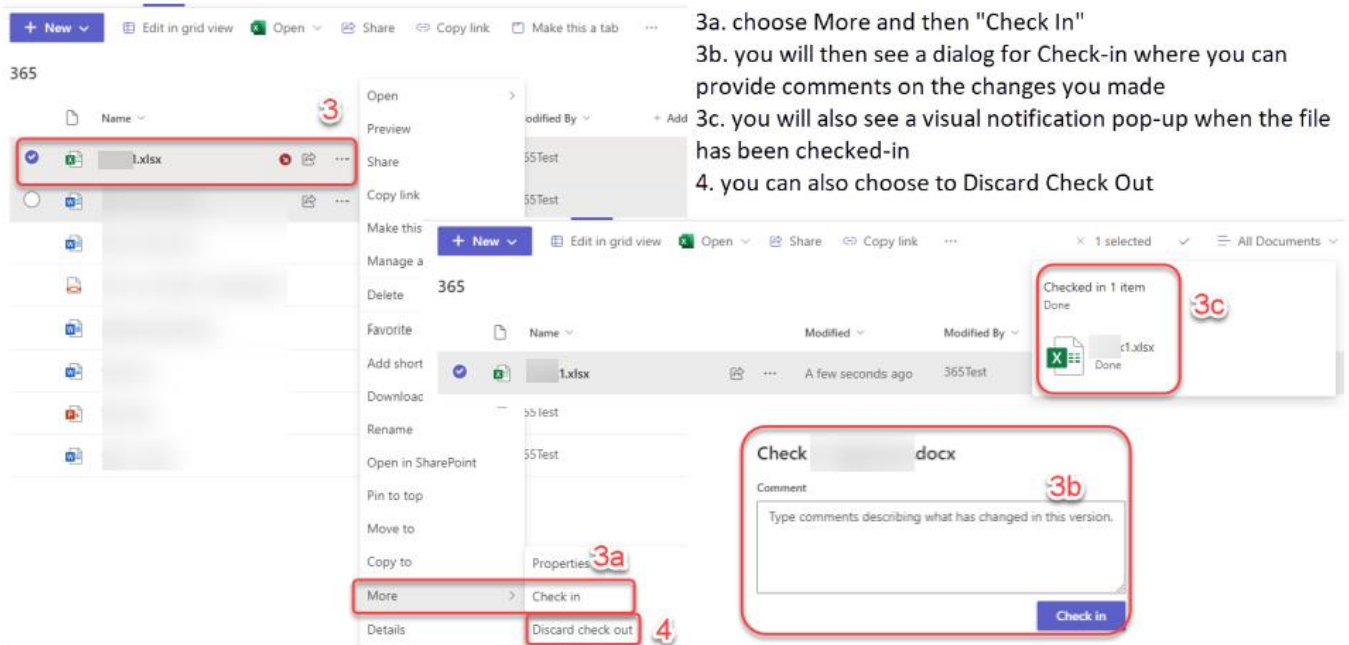 + New
Edit in grid view
Open
Share
Copy link
Make this a tab
...
365
Name
3
odified By
+ Add
l.xlsx
55Test
55Test
Open
Preview
Share
Copy link
Make this
Manage a
Delete
Favorite
Add short
Download
Rename
Open in SharePoint
Pin to top
Move to
Copy to
More
Details
55Test
55Test
Properties
3a
Check in
Discard check out
4
3a. choose More and then "Check In"
3b. you will then see a dialog for Check-in where you can
provide comments on the changes you made
3c. you will also see a visual notification pop-up when the file
has been checked-in
4. you can also choose to Discard Check Out
+ New
Edit in grid view
Open
Share
Copy link
...
× 1 selected
All Documents
365
Name
Modified
Modified By
1.xlsx
...
A few seconds ago
365Test
Checked in 1 item
Done
1.xlsx
Done
3c
Check
docx
3b
Comment
Type comments describing what has changed in this version.
Check in